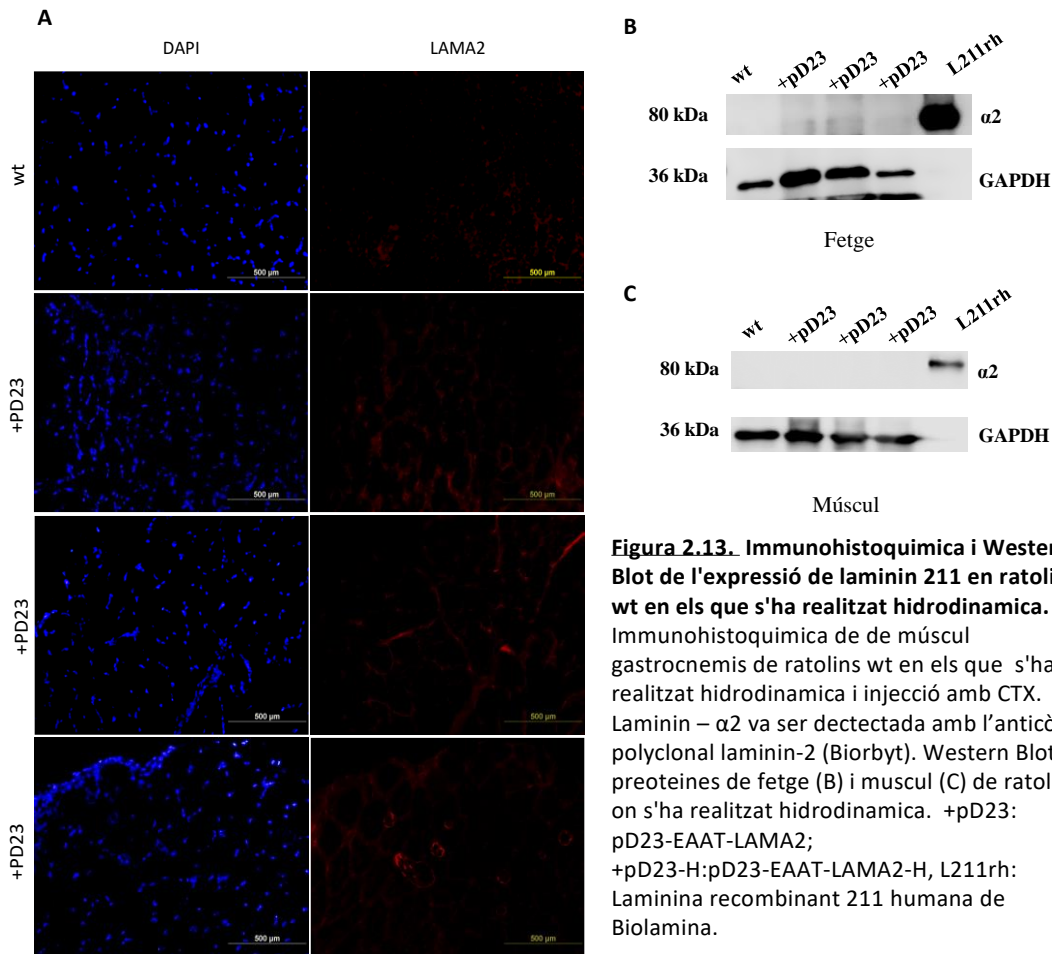 A
DAPI
LAMA2
wt
500 µm
500 µm
+PD23
500 µm
500 µm
+PD23
500 µm
500 µm
+PD23
500 µm
500 µm
B
wt
+pD23
+pD23
+pD23
L211rh
80 kDa
α2
36 kDa
GAPDH
Fetge
C
wt
+pD23
+pD23
+pD23
L211rh
80 kDa
α2
36 kDa
GAPDH
Múscul
Figura 2.13. Immunohistoquimica i Western
Blot de l'expressió de laminin 211 en ratoli
wt en els que s'ha realitzat hidrodinamica.
Immunohistoquimica de de múscul
gastrocnemis de ratolins wt en els que s'ha
realitzat hidrodinamica i injecció amb CTX.
Laminin – α2 va ser dectectada amb l’anticò
polyclonal laminin-2 (Biorbyt). Western Blot
preoteines de fetge (B) i muscul (C) de ratol
on s'ha realitzat hidrodinamica. +pD23:
pD23-EAAT-LAMA2;
+pD23-H:pD23-EAAT-LAMA2-H, L211rh:
Laminina recombinant 211 humana de
Biolamina.